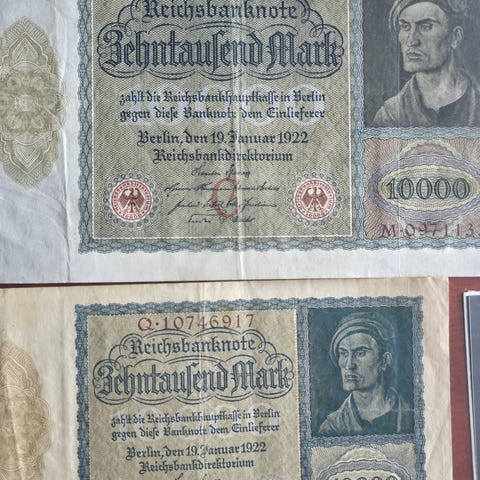 Reichsbanknote
Zehntausend Mark
zahlt die Reichsbankhauptkasse in Berlin
gegen diese Banknote dem Einlieferer
Berlin, den 19. Januar 1922
Reichsbankdirektorium
C
10000
M·0971133
Q·10746917
Reichsbanknote
Zehntausend Mark
zahlt die Reichsbankhauptkasse in Berlin
gegen diese Banknote dem Einlieferer
Berlin, den 19. Januar 1922
Reichsbankdirektorium
10000